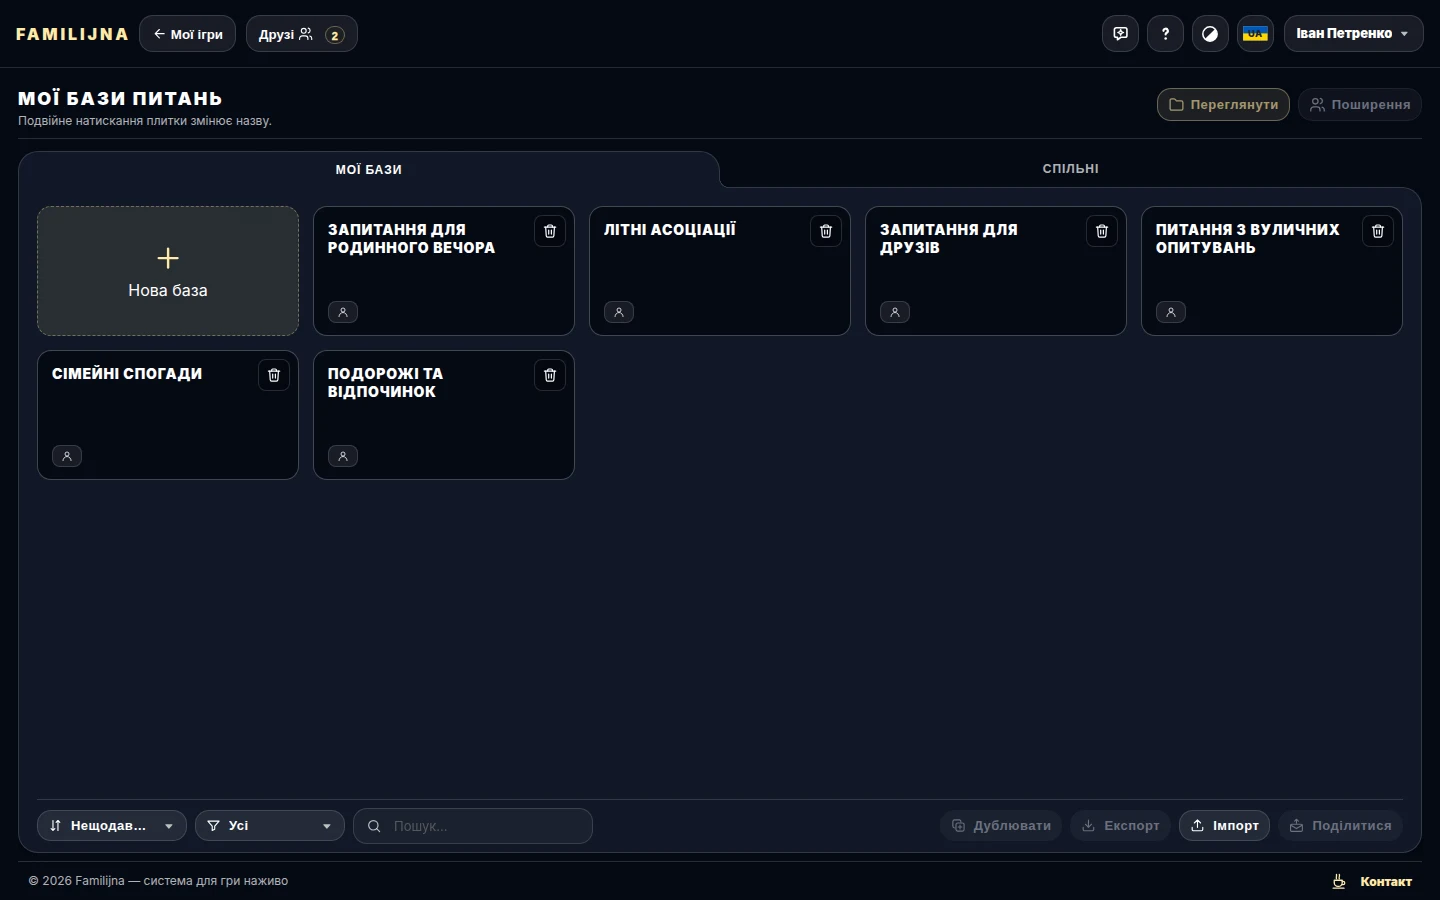 FAMILIJNA
Мої ігри
Друзі
2
?
UA
Іван Петренко
МОЇ БАЗИ ПИТАНЬ
Подвійне натискання плитки змінює назву.
Переглянути
Поширення
МОЇ БАЗИ
СПІЛЬНІ
Нова база
ЗАПИТАННЯ ДЛЯ
РОДИННОГО ВЕЧОРА
ЛІТНІ АСОЦІАЦІЇ
ЗАПИТАННЯ ДЛЯ
ДРУЗІВ
ПИТАННЯ З ВУЛИЧНИХ
ОПИТУВАНЬ
СІМЕЙНІ СПОГАДИ
ПОДОРОЖІ ТА
ВІДПОЧИНОК
Нещодав...
Усі
Пошук...
Дублювати
Експорт
Імпорт
Поділитися
© 2026 Familijna — система для гри наживо
Контакт